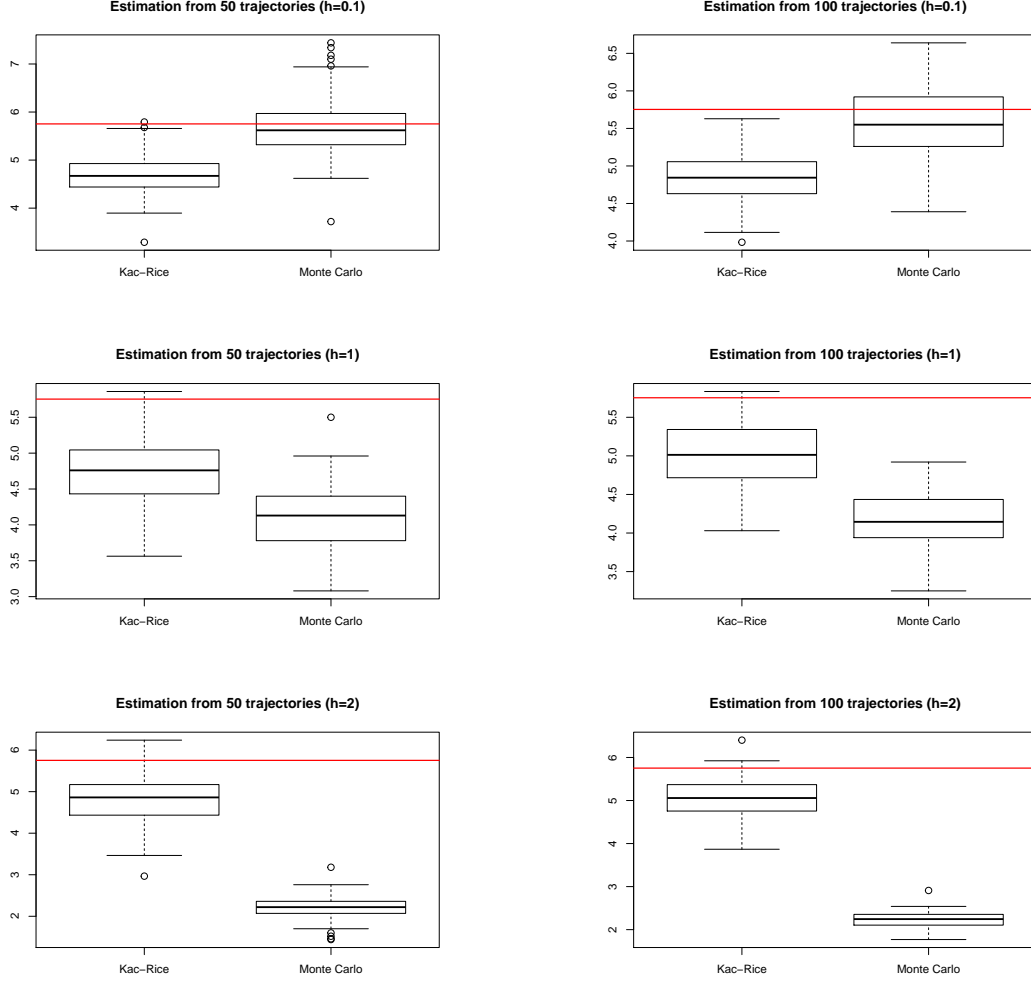 Estimation from 50 trajectories (h=0.1)
7
6
5
4
Kac−Rice
Monte Carlo
Estimation from 100 trajectories (h=0.1)
6.5
6.0
5.5
5.0
4.5
4.0
Kac−Rice
Monte Carlo
Estimation from 50 trajectories (h=1)
5.5
5.0
4.5
4.0
3.5
3.0
Kac−Rice
Monte Carlo
Estimation from 100 trajectories (h=1)
5.5
5.0
4.5
4.0
3.5
Kac−Rice
Monte Carlo
Estimation from 50 trajectories (h=2)
6
5
4
3
2
Kac−Rice
Monte Carlo
Estimation from 100 trajectories (h=2)
6
5
4
3
2
Kac−Rice
Monte Carlo